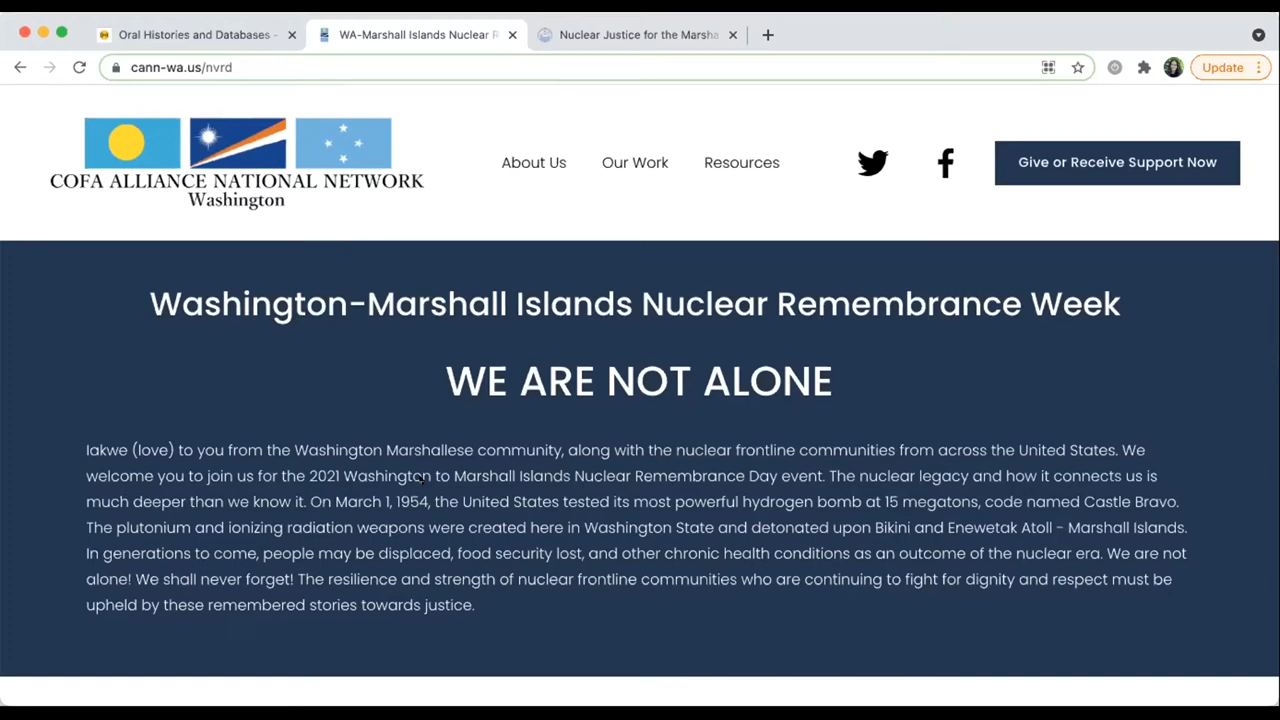 Oral Histories and Databases -
WA-Marshall Islands Nuclear R
Nuclear Justice for the Marsha
cann-wa.us/nvrd
Update
COFA ALLIANCE NATIONAL NETWORK
Washington
About Us
Our Work
Resources
Give or Receive Support Now
Washington-Marshall Islands Nuclear Remembrance Week
WE ARE NOT ALONE
Iakwe (love) to you from the Washington Marshallese community, along with the nuclear frontline communities from across the United States. We
welcome you to join us for the 2021 Washington to Marshall Islands Nuclear Remembrance Day event. The nuclear legacy and how it connects us is
much deeper than we know it. On March 1, 1954, the United States tested its most powerful hydrogen bomb at 15 megatons, code named Castle Bravo.
The plutonium and ionizing radiation weapons were created here in Washington State and detonated upon Bikini and Enewetak Atoll - Marshall Islands.
In generations to come, people may be displaced, food security lost, and other chronic health conditions as an outcome of the nuclear era. We are not
alone! We shall never forget! The resilience and strength of nuclear frontline communities who are continuing to fight for dignity and respect must be
upheld by these remembered stories towards justice.